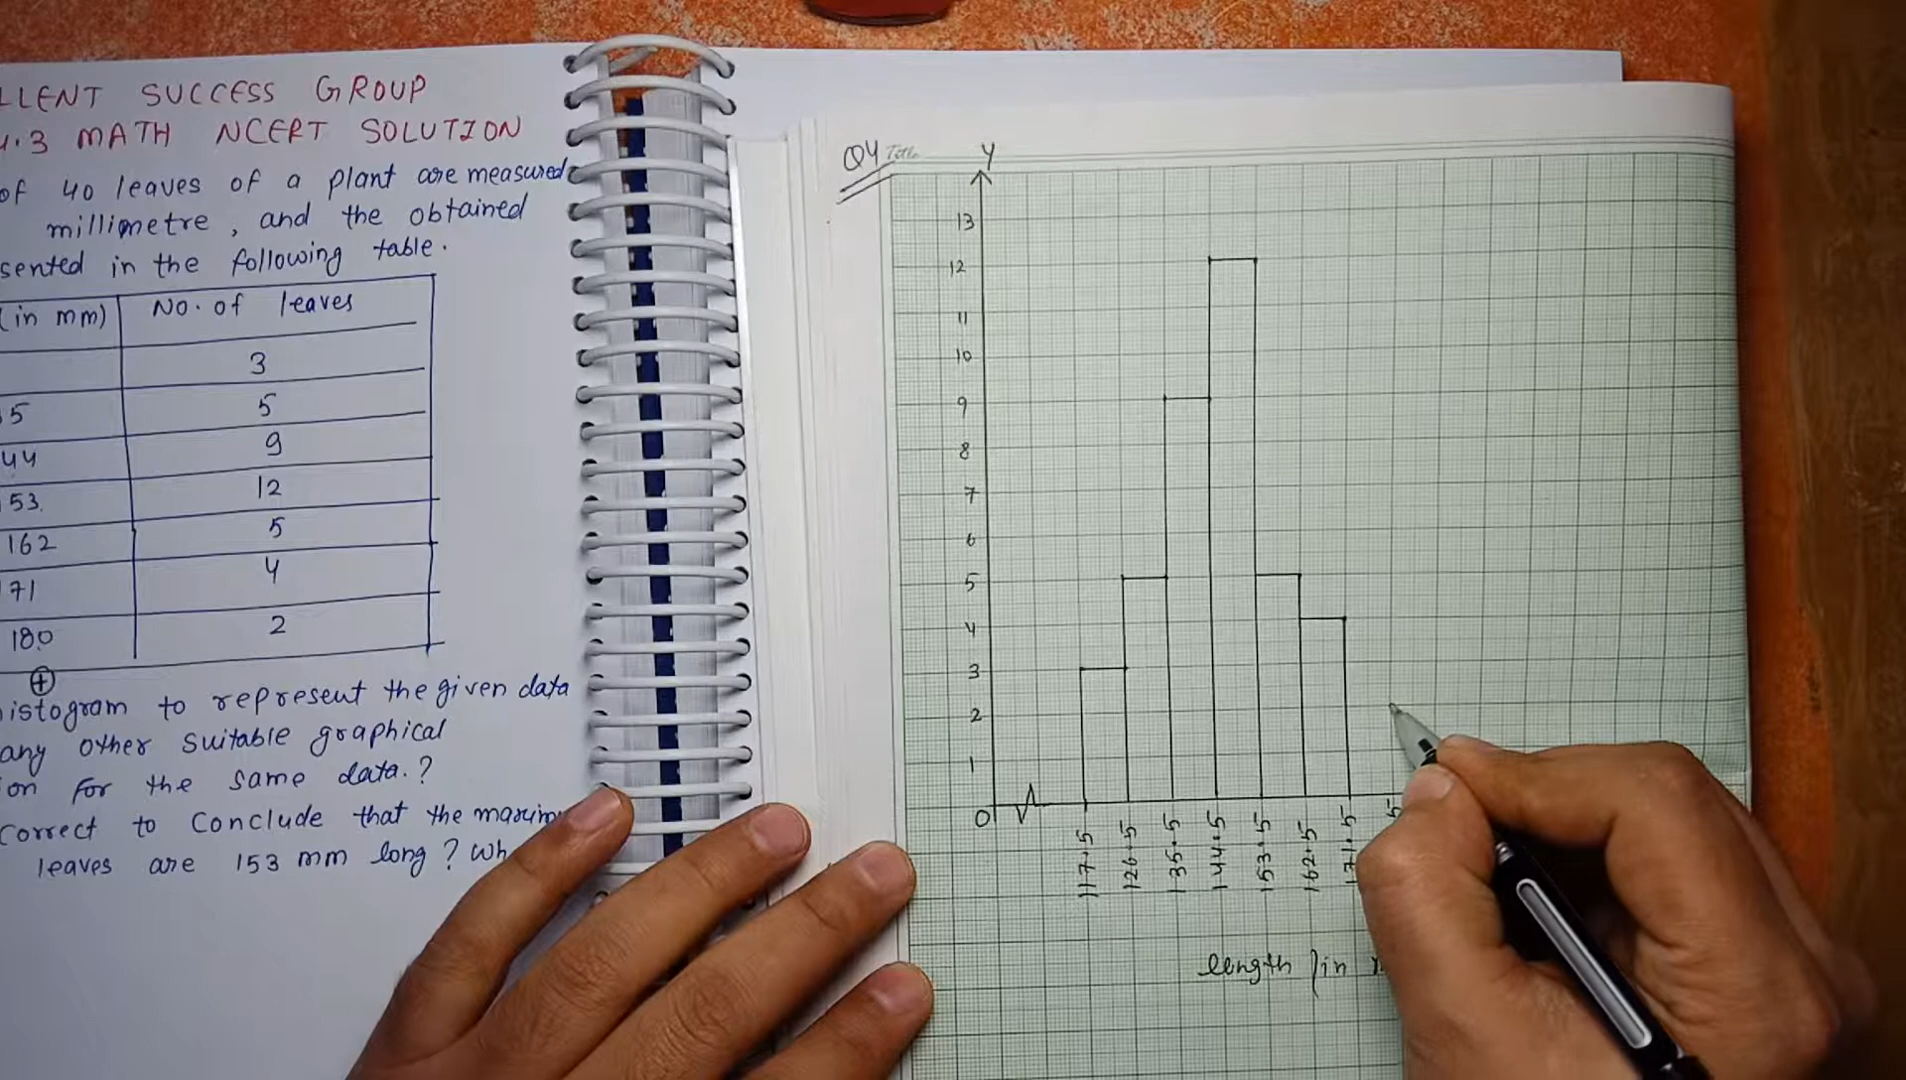 LLENT SUCCESS GROUP
4.3 MATH NCERT SOLUTION
of 40 leaves of a plant are measured
millimetre, and the obtained
sented in the following table.
(in mm) No. of leaves
3
5 5
44 9
153. 12
162 5
171 4
180 2
istogram to represent the given data
any other suitable graphical
on for the same data.?
Correct to conclude that the maxim
leaves are 153 mm long? Wh
Q4 Title
Y
13
12
11
10
9
8
7
6
5
4
3
2
1
0
117.5 126.5 135.5 144.5 153.5 162.5 171.5
length (in